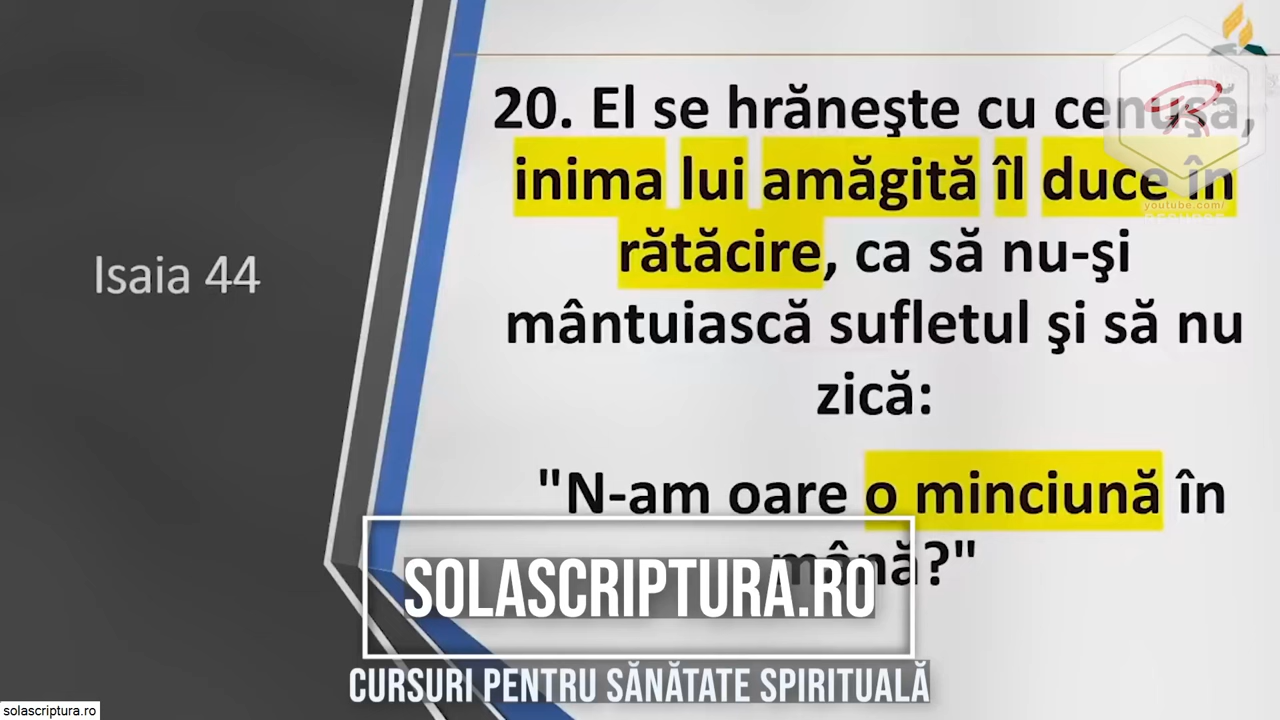 Isaia 44
20. El se hrăneşte cu cenuşă,
inima lui amăgită îl duce în
rătăcire, ca să nu-şi
mântuiască sufletul şi să nu
zică:
"N-am oare o minciună în
mână?"
youtube.com/
SOLASCRIPTURA.RO
CURSURI PENTRU SĂNĂTATE SPIRITUALĂ
solascriptura.ro